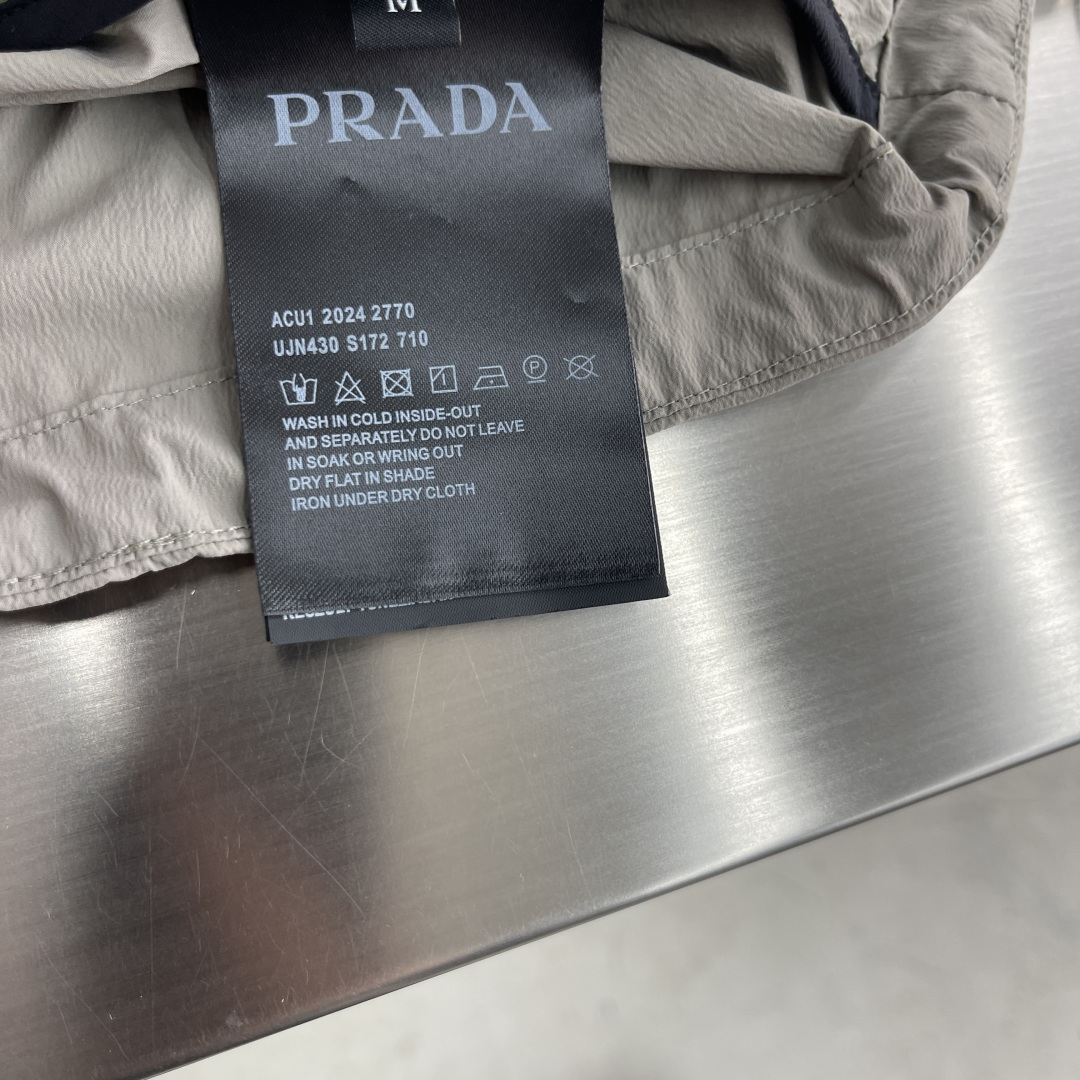 M
PRADA
ACU1 2024 2770
UJN430 S172 710
P
WASH IN COLD INSIDE-OUT
AND SEPARATELY DO NOT LEAVE
IN SOAK OR WRING OUT
DRY FLAT IN SHADE
IRON UNDER DRY CLOTH